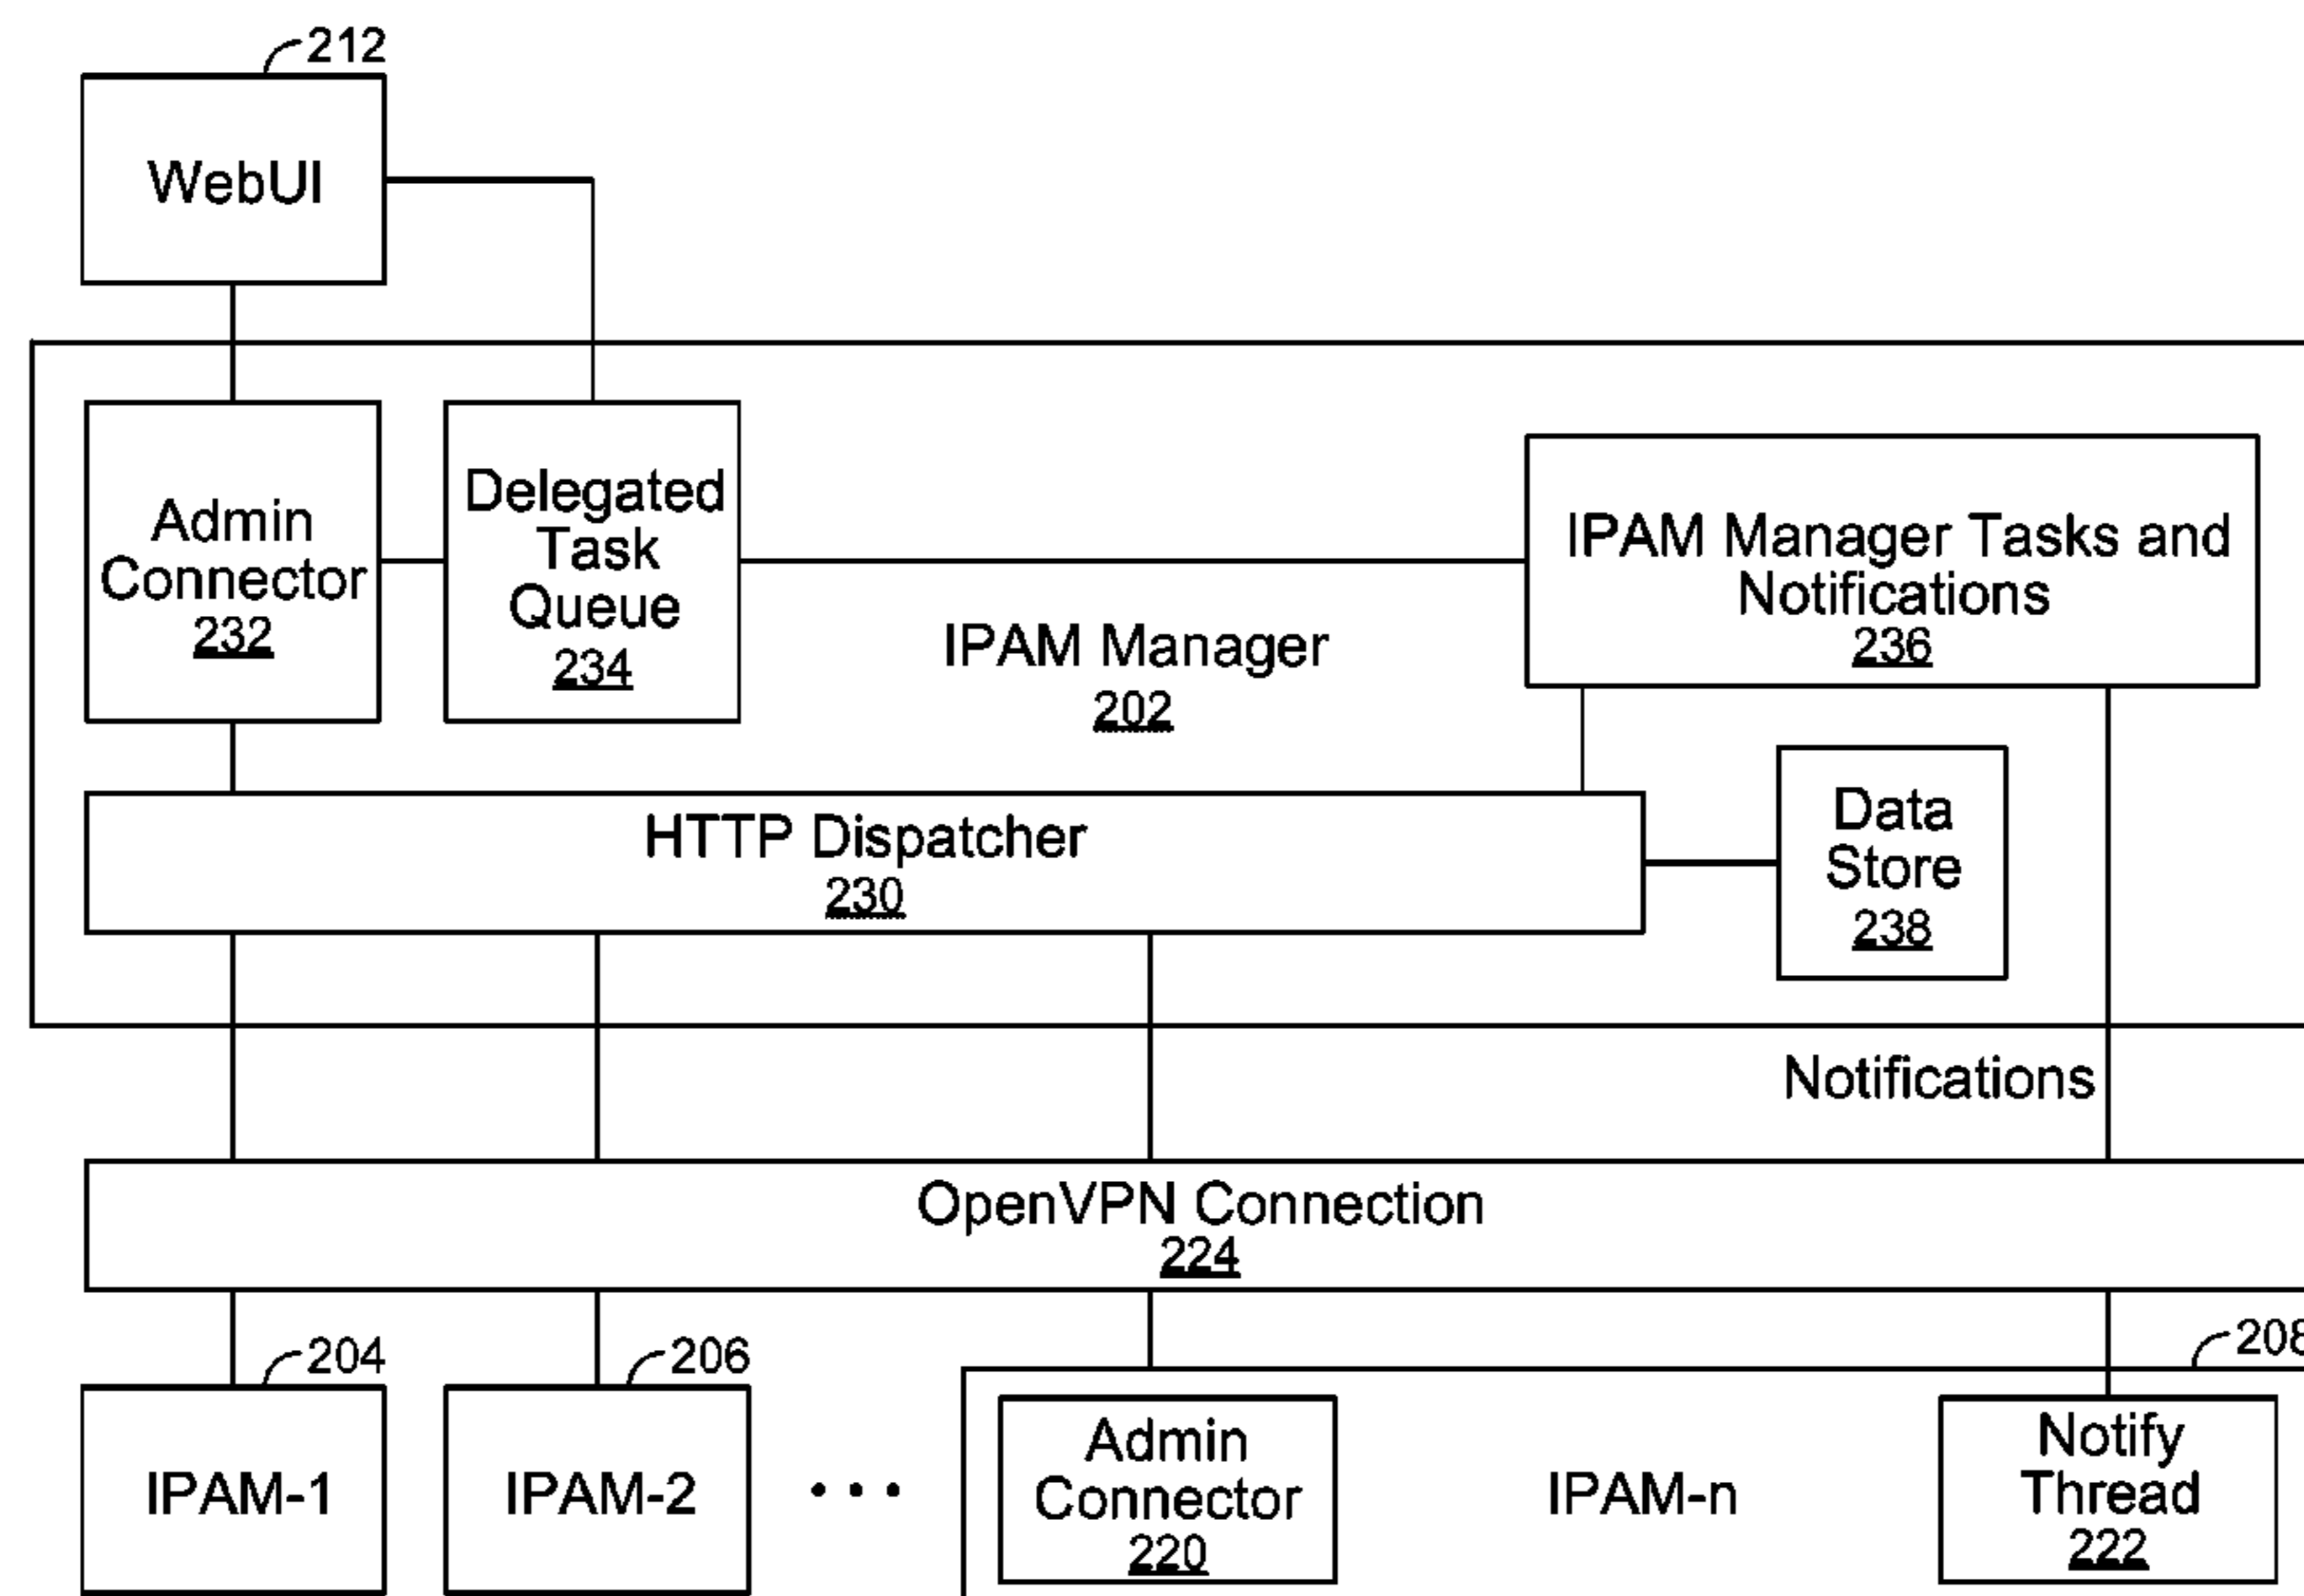 212
WebUI
Admin
Connector
232
Delegated
Task
Queue
234
IPAM Manager
202
IPAM Manager Tasks and
Notifications
236
HTTP Dispatcher
230
Data
Store
238
Notifications
OpenVPN Connection
224
204
IPAM-1
206
IPAM-2
...
208
Admin
Connector
220
IPAM-n
Notify
Thread
222